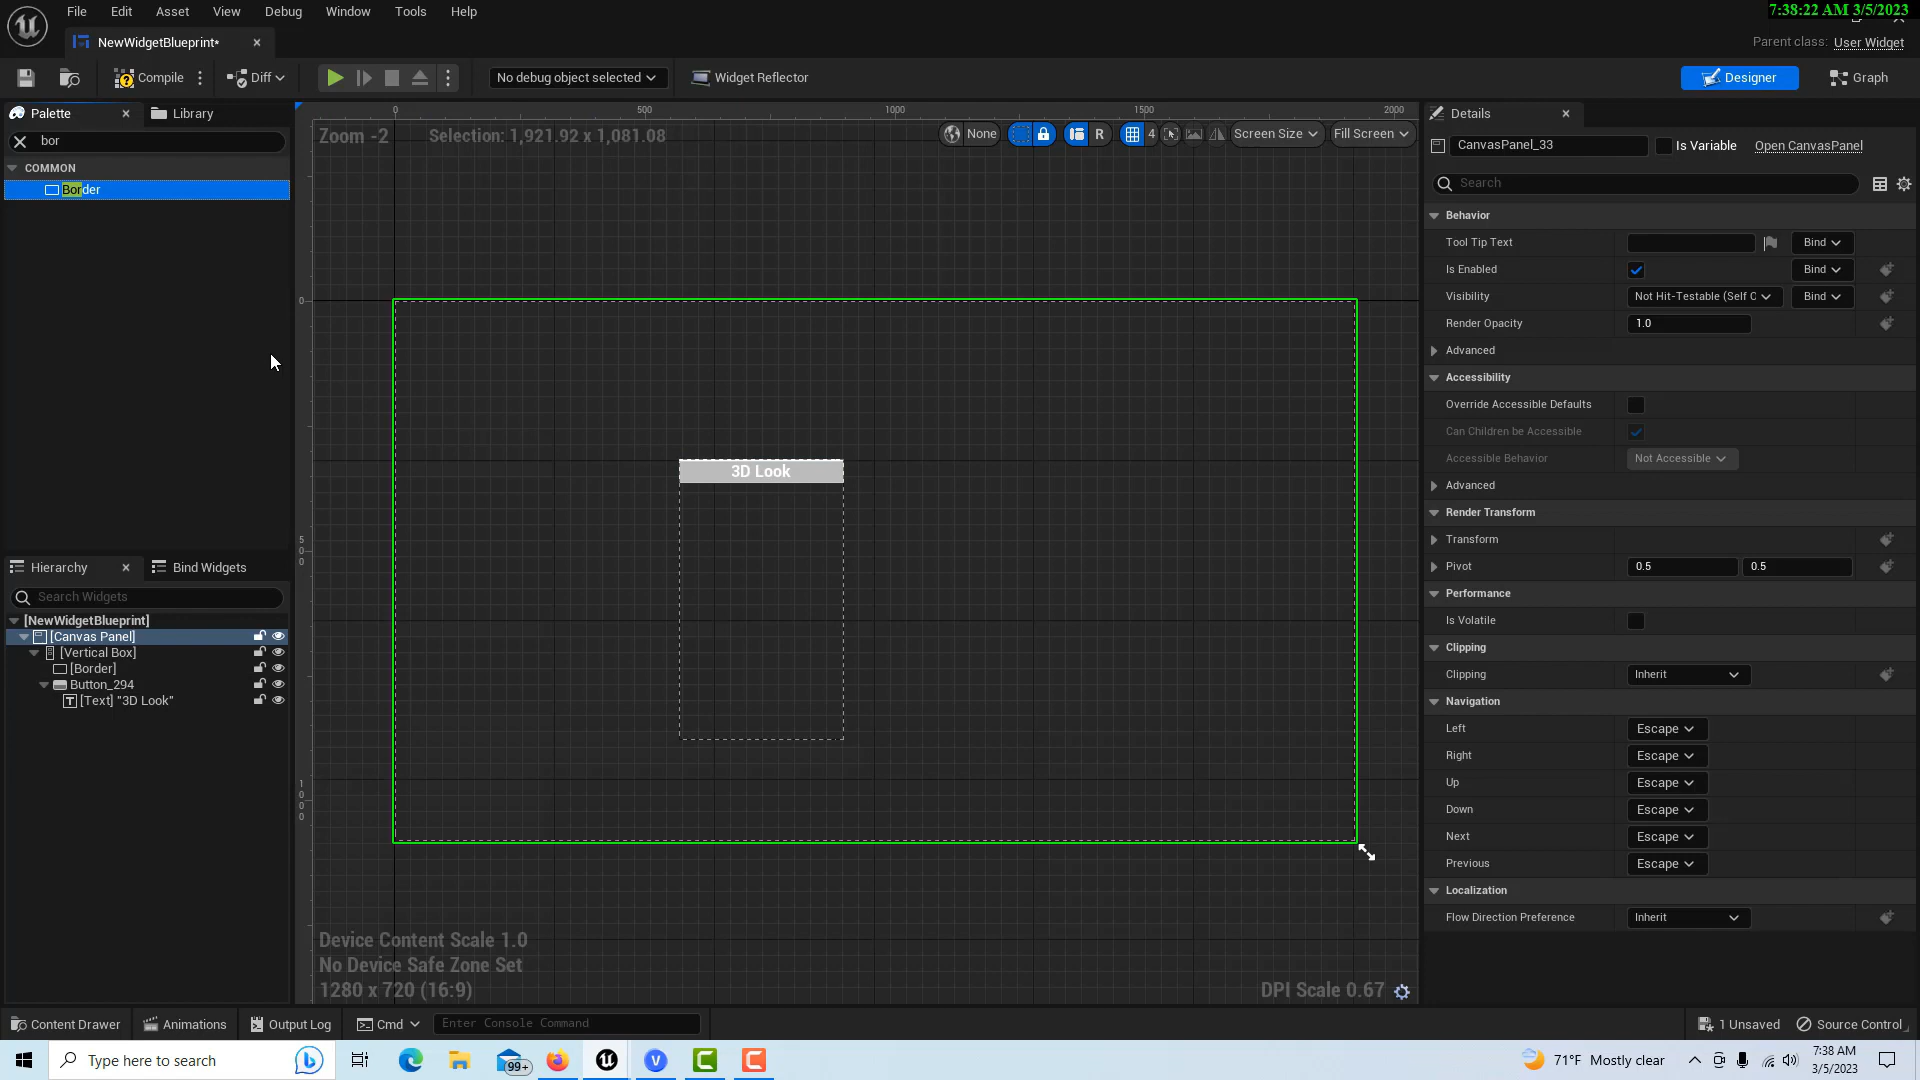 7:38:22 AM 3/5/2023
File Edit Asset View Debug Window Tools Help
NewWidgetBlueprint*
Parent class: User Widget
Compile Diff No debug object selected Widget Reflector Designer Graph
Palette Library
bor
COMMON
Border
Hierarchy Bind Widgets
Search Widgets
[NewWidgetBlueprint]
[Canvas Panel]
[Vertical Box]
[Border]
Button_294
[Text] "3D Look"
0 500 1000 1500 2000
Zoom -2 Selection: 1,921.92 x 1,081.08
None R 4 Screen Size Fill Screen
0
500
1000
3D Look
Device Content Scale 1.0
No Device Safe Zone Set
1280 x 720 (16:9)
DPI Scale 0.67
Details
CanvasPanel_33 Is Variable Open CanvasPanel
Search
Behavior
Tool Tip Text Bind
Is Enabled Bind
Visibility Not Hit-Testable (Self C Bind
Render Opacity 1.0
Advanced
Accessibility
Override Accessible Defaults
Can Children be Accessible
Accessible Behavior Not Accessible
Advanced
Render Transform
Transform
Pivot 0.5 0.5
Performance
Is Volatile
Clipping
Clipping Inherit
Navigation
Left Escape
Right Escape
Up Escape
Down Escape
Next Escape
Previous Escape
Localization
Flow Direction Preference Inherit
Content Drawer Animations Output Log Cmd Enter Console Command 1 Unsaved Source Control
Type here to search 99+ 71°F Mostly clear 7:38 AM
3/5/2023